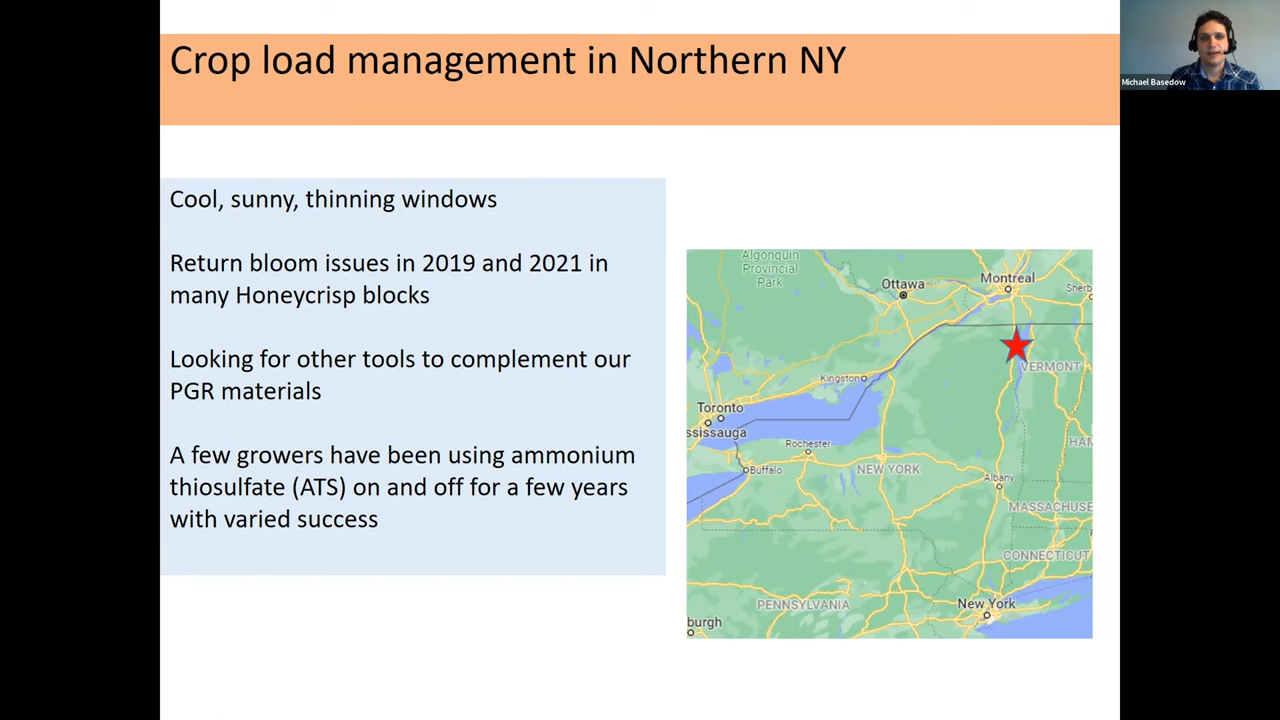 Crop load management in Northern NY
Michael Basedow
Cool, sunny, thinning windows
Return bloom issues in 2019 and 2021 in
many Honeycrisp blocks
Looking for other tools to complement our
PGR materials
A few growers have been using ammonium
thiosulfate (ATS) on and off for a few years
with varied success
Algonquin
Provincial
Park
Ottawa
Montreal
Sherb
Kingston
VERMONT
Toronto
ssissauga
Rochester
HAM
Buffalo
NEW YORK
Albany
MASSACHUSE
CONNECTICUT
PENNSYLVANIA
New York
burgh